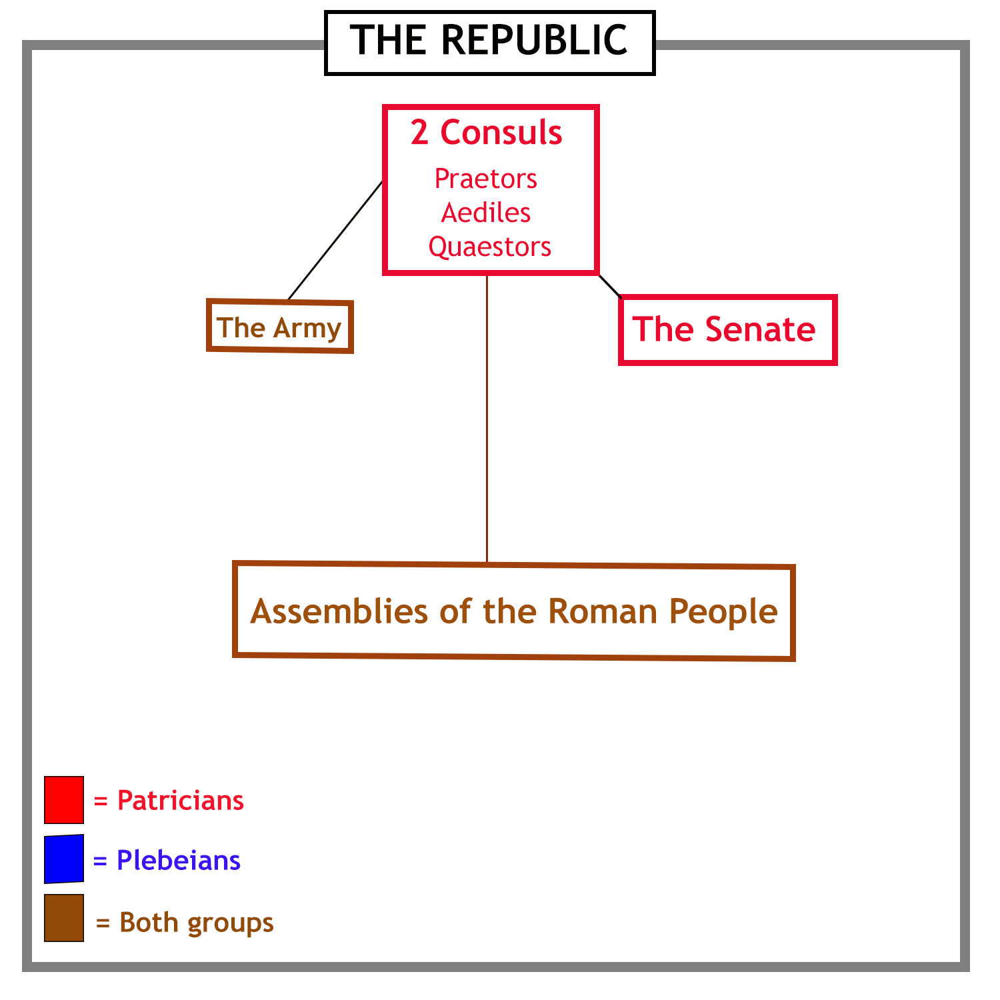 THE REPUBLIC
2 Consuls
Praetors
Aediles
Quaestors
The Army
The Senate
Assemblies of the Roman People
= Patricians
= Plebeians
= Both groups